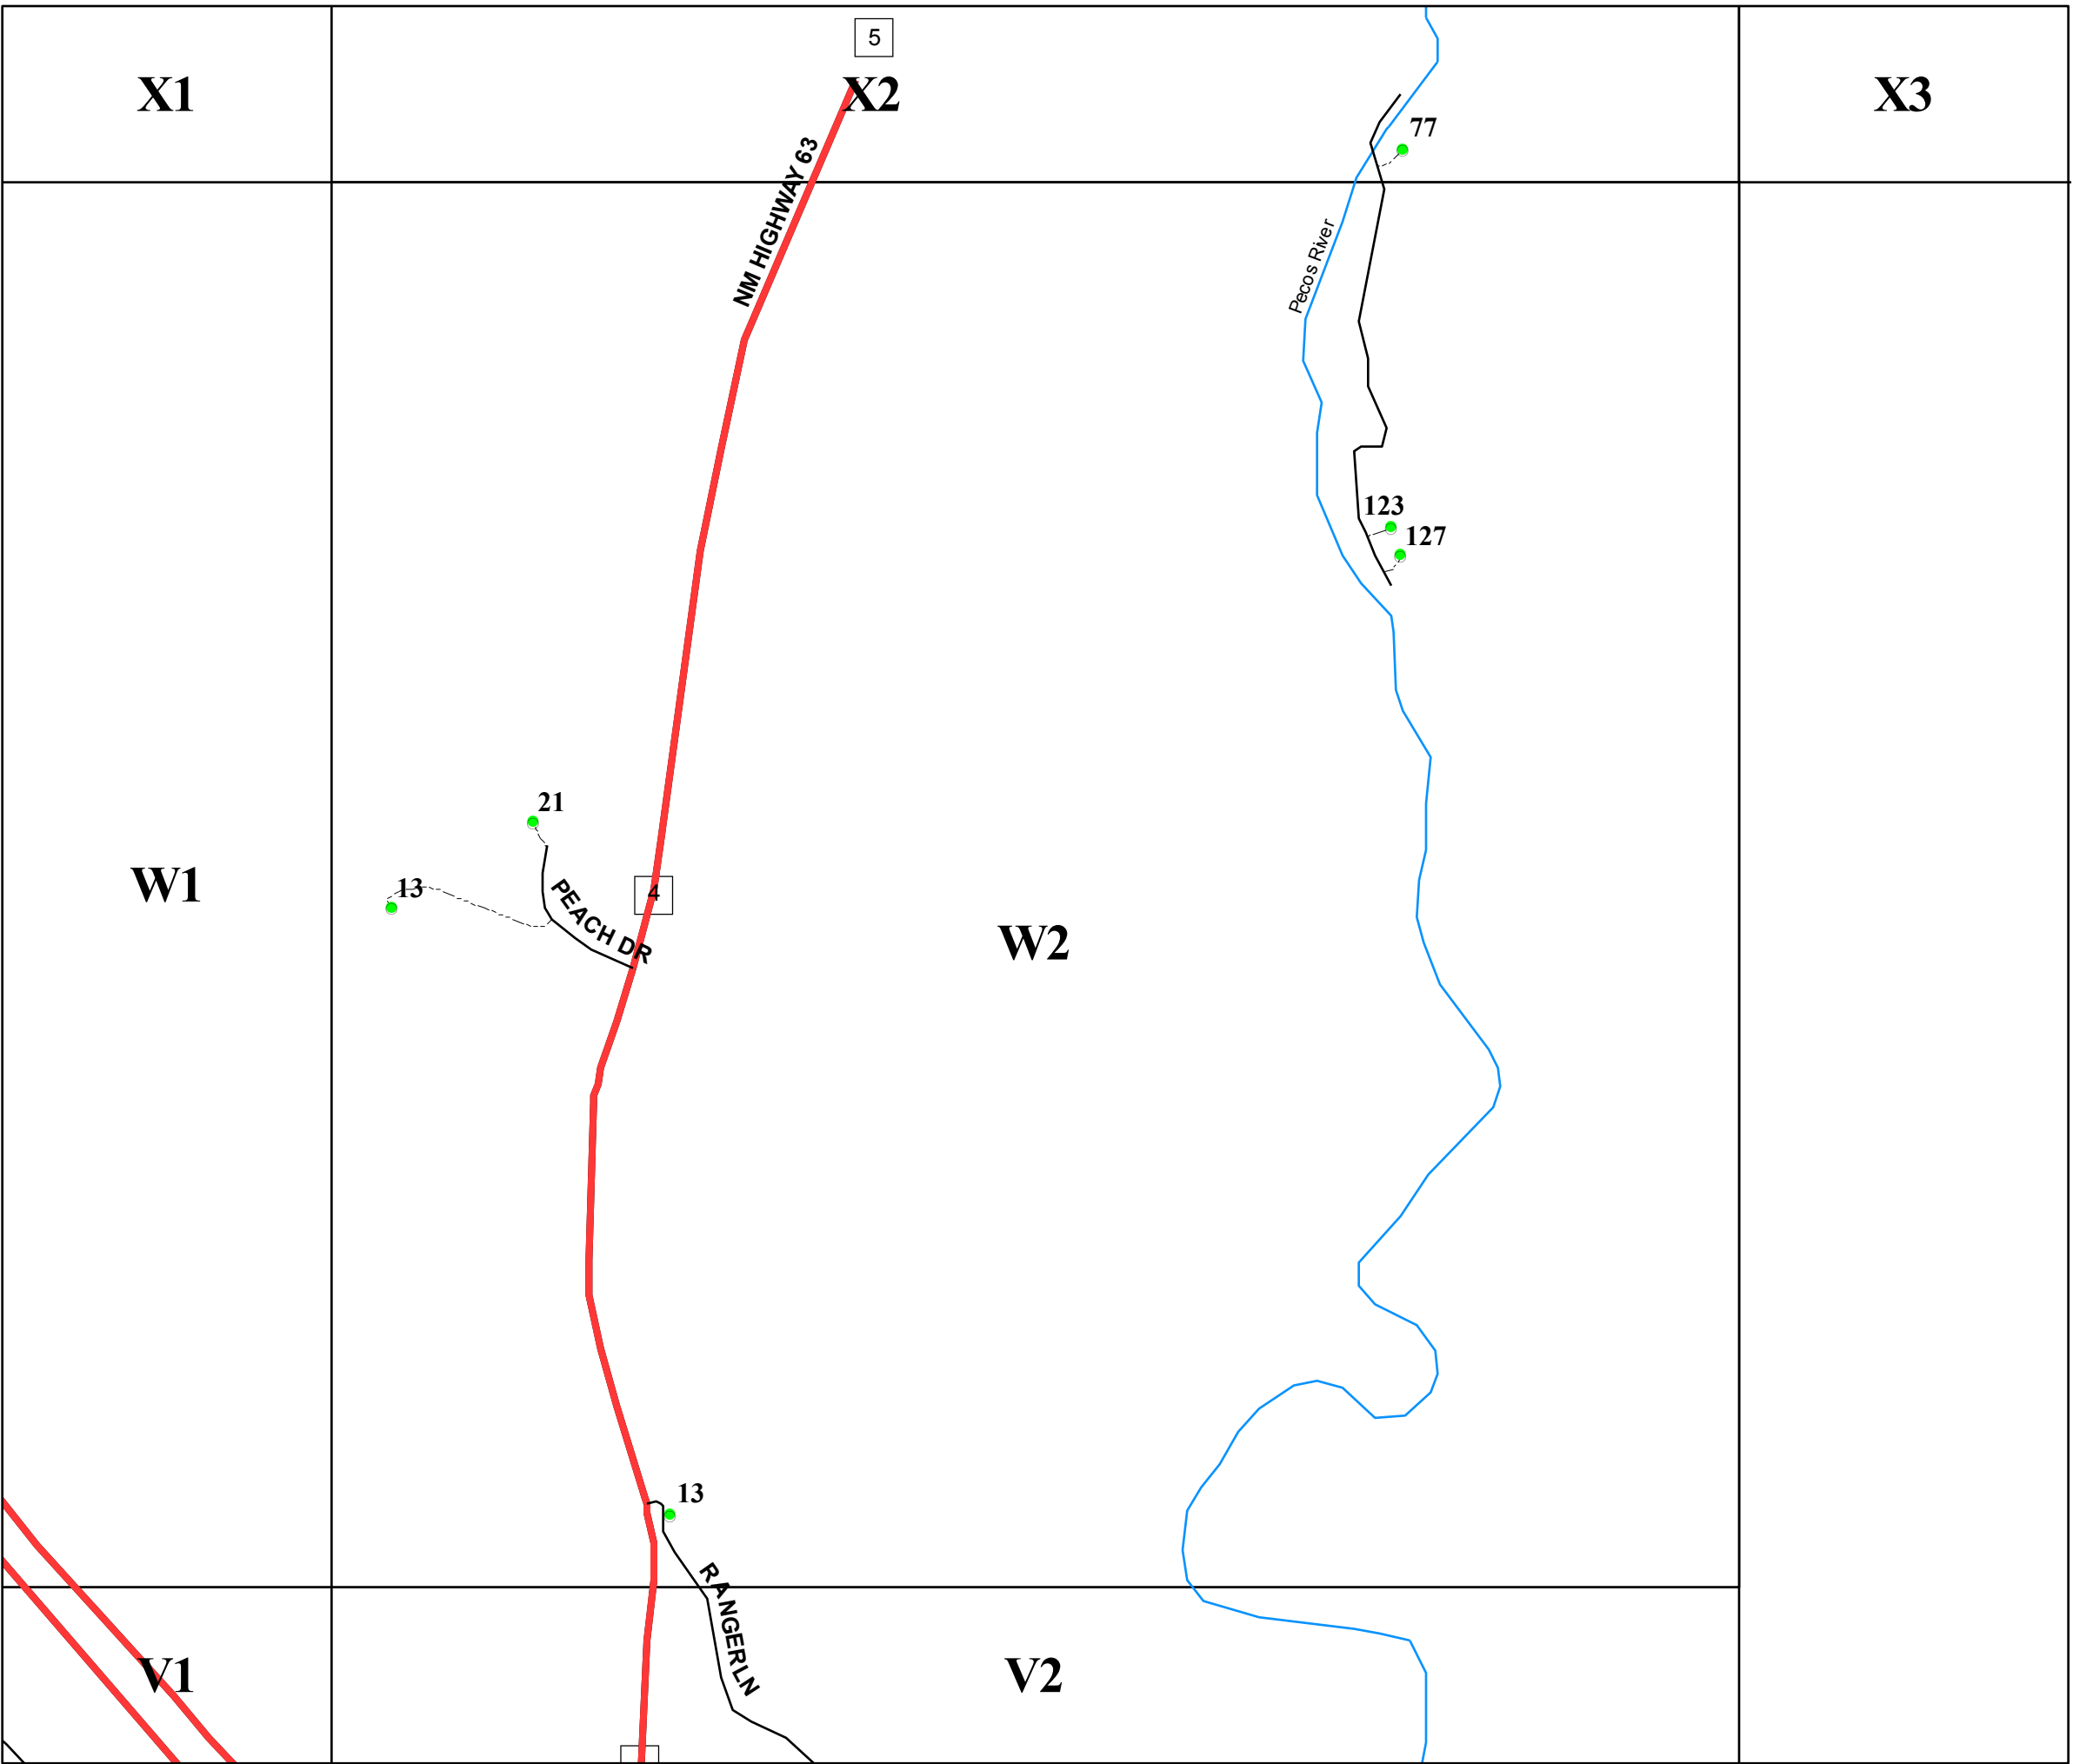 5
X1
X2
X3
77
NM HIGHWAY 63
Pecos River
123
127
21
W1
13
4
PEACH DR
W2
13
RANGER LN
V1
V2